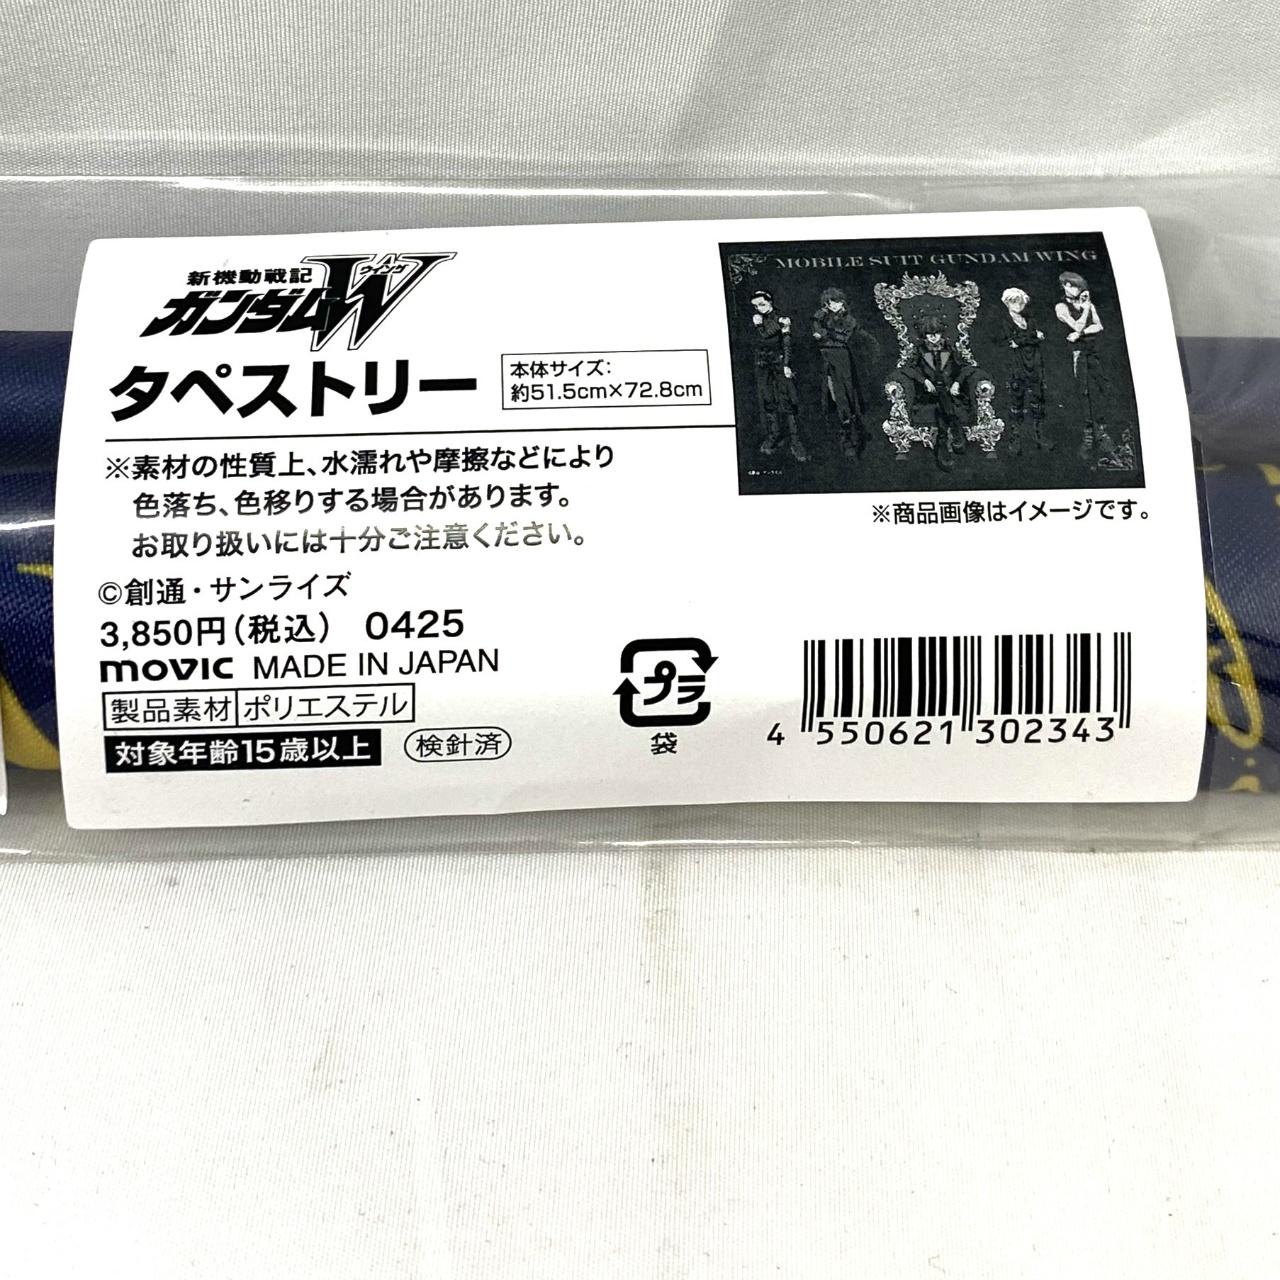 新機動戦記
ガンダムW
ウイング
タペストリー
本体サイズ:
約51.5cm×72.8cm
MOBILE SUIT GUNDAM WING
※商品画像はイメージです。
※素材の性質上、水濡れや摩擦などにより
色落ち、色移りする場合があります。
お取り扱いには十分ご注意ください。
©創通・サンライズ
3,850円(税込) 0425
movic MADE IN JAPAN
製品素材 ポリエステル
対象年齢15歳以上 検針済
プラ
袋
4 550621 302343